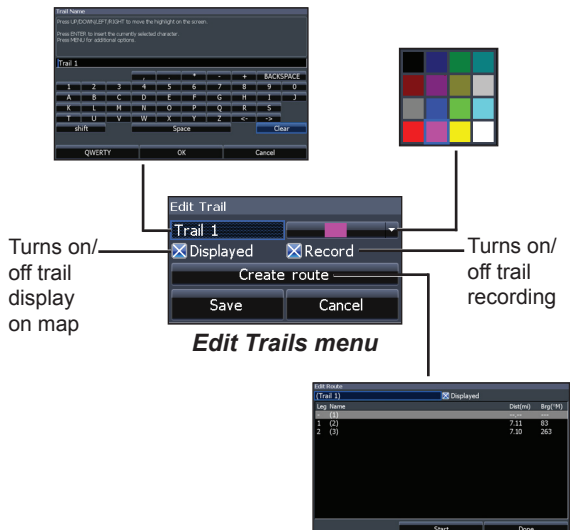 Trail Name
Press UP/DOWN/LEFT/RIGHT to move the highlight on the screen.
Press ENTER to insert the currently selected character.
Press MENU for additional options.
Trail 1
, . * - + BACKSPACE
1 2 3 4 5 6 7 8 9 0
A B C D E F G H I J
K L M N O P Q R S
T U V W X Y Z <- ->
shift Space Clear
QWERTY OK Cancel
Edit Trail
Trail 1
Displayed Record
Create route
Save Cancel
Turns on/
off trail
display
on map
Turns on/
off trail
recording
Edit Trails menu
Edit Route
(Trail 1) Displayed
Leg Name Dist(mi) Brg(°M)
- (1) --.-- ---
1 (2) 7.11 83
2 (3) 7.10 263
Start Done